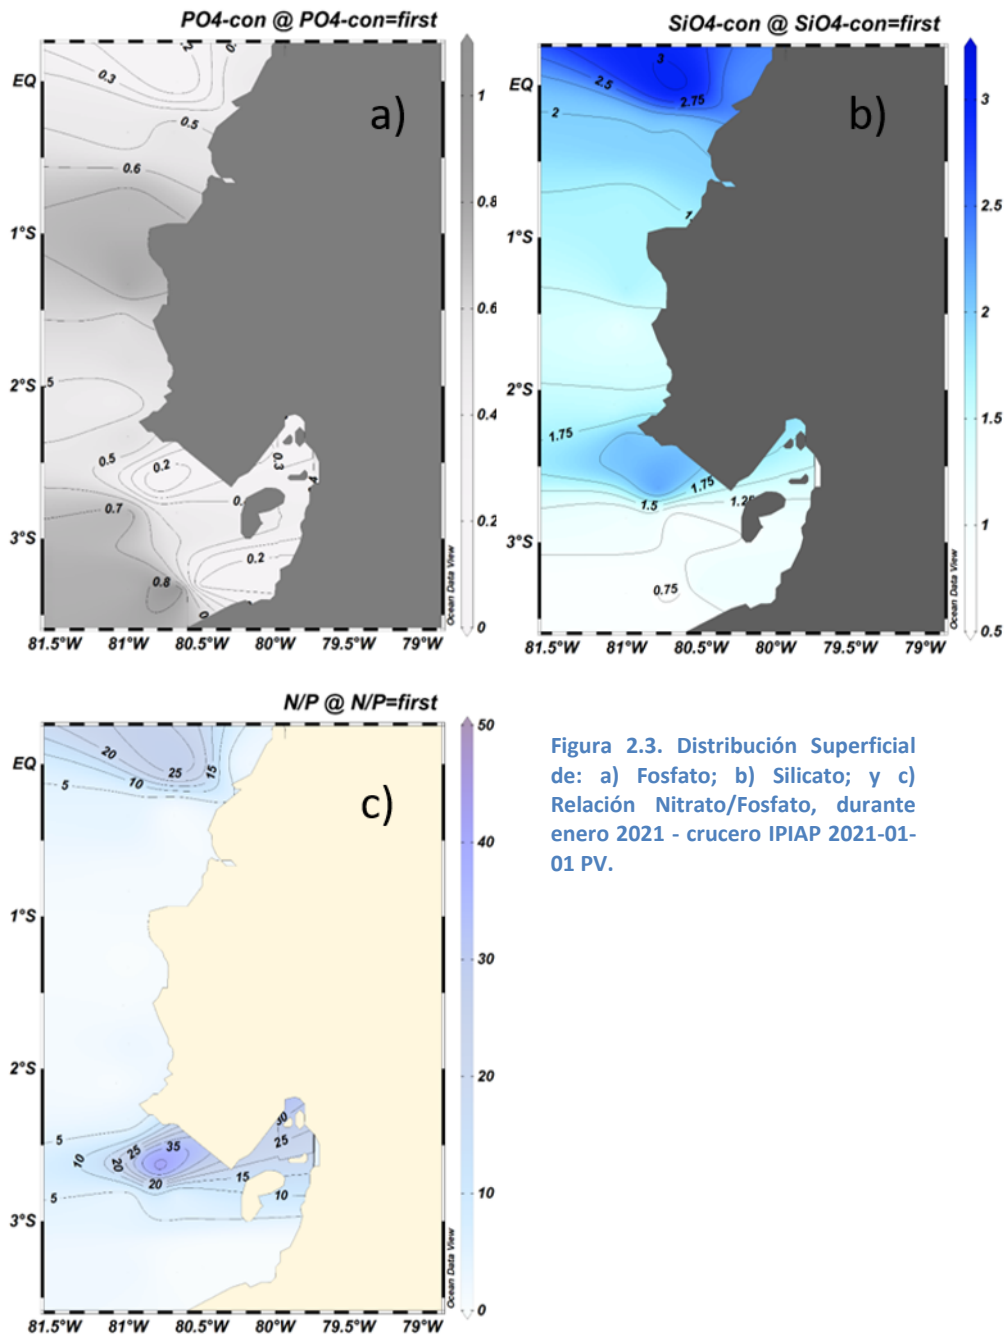 PO4-con @ PO4-con=first
a)
EQ
1°S
2°S
3°S
0.3
0.5
0.6
0.5
0.2
0.3
0.7
0.2
0.8
1
0.8
0.6
0.4
0.2
0
Ocean Data View
81.5°W 81°W 80.5°W 80°W 79.5°W 79°W
SiO4-con @ SiO4-con=first
b)
EQ
1°S
2°S
3°S
3
2.5
2.75
2
1.75
1.75
1.5
0.75
3
2.5
2
1.5
1
0.5
Ocean Data View
81.5°W 81°W 80.5°W 80°W 79.5°W 79°W
N/P @ N/P=first
c)
EQ
1°S
2°S
3°S
20
25
15
10
5
30
25
5
35
25
20
10
20
15
10
5
50
40
30
20
10
0
Ocean Data View
81.5°W 81°W 80.5°W 80°W 79.5°W 79°W
Figura 2.3. Distribución Superficial
de: a) Fosfato; b) Silicato; y c)
Relación Nitrato/Fosfato, durante
enero 2021 - crucero IPIAP 2021-01-
01 PV.